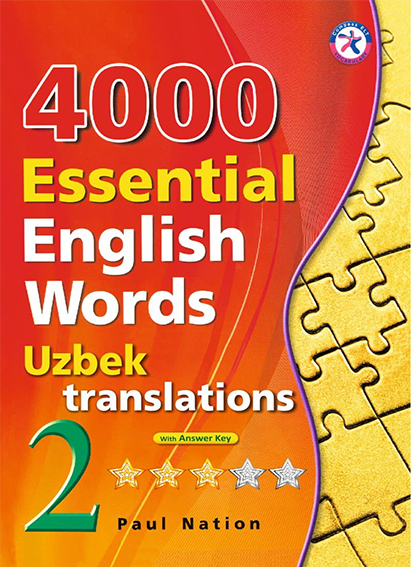 4000
Essential
English
Words
Uzbek
translations
With Answer Key
2
Paul Nation